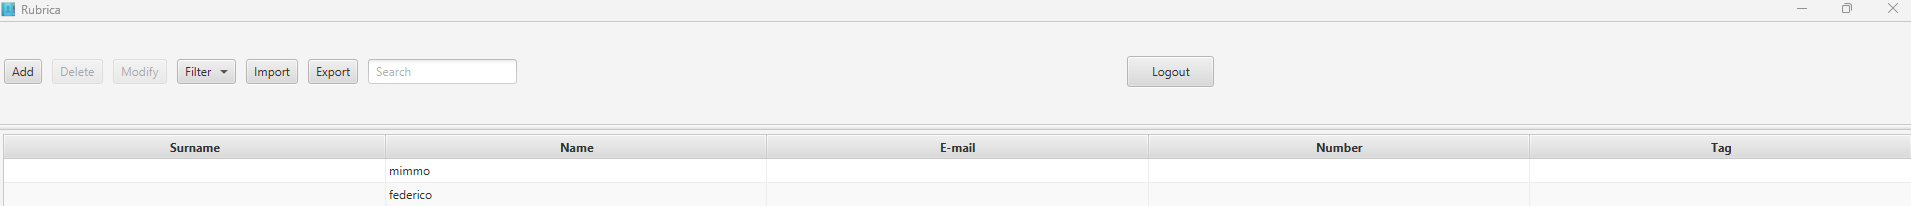 Rubrica
Add Delete Modify Filter Import Export Search Logout
Surname Name E-mail Number Tag
mimmo
federico